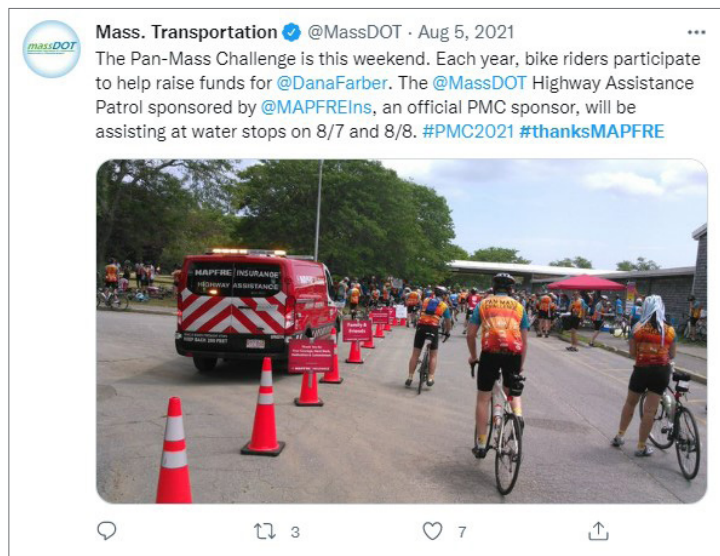 massDOT
Mass. Transportation @MassDOT · Aug 5, 2021
The Pan-Mass Challenge is this weekend. Each year, bike riders participate
to help raise funds for @DanaFarber. The @MassDOT Highway Assistance
Patrol sponsored by @MAPFREIns, an official PMC sponsor, will be
assisting at water stops on 8/7 and 8/8. #PMC2021 #thanksMAPFRE
MAPFRE INSURANCE
HIGHWAY ASSISTANCE
KEEP BACK 200 FEET
Family &
Friends
PAN MASS
CHALLENGE
3
7